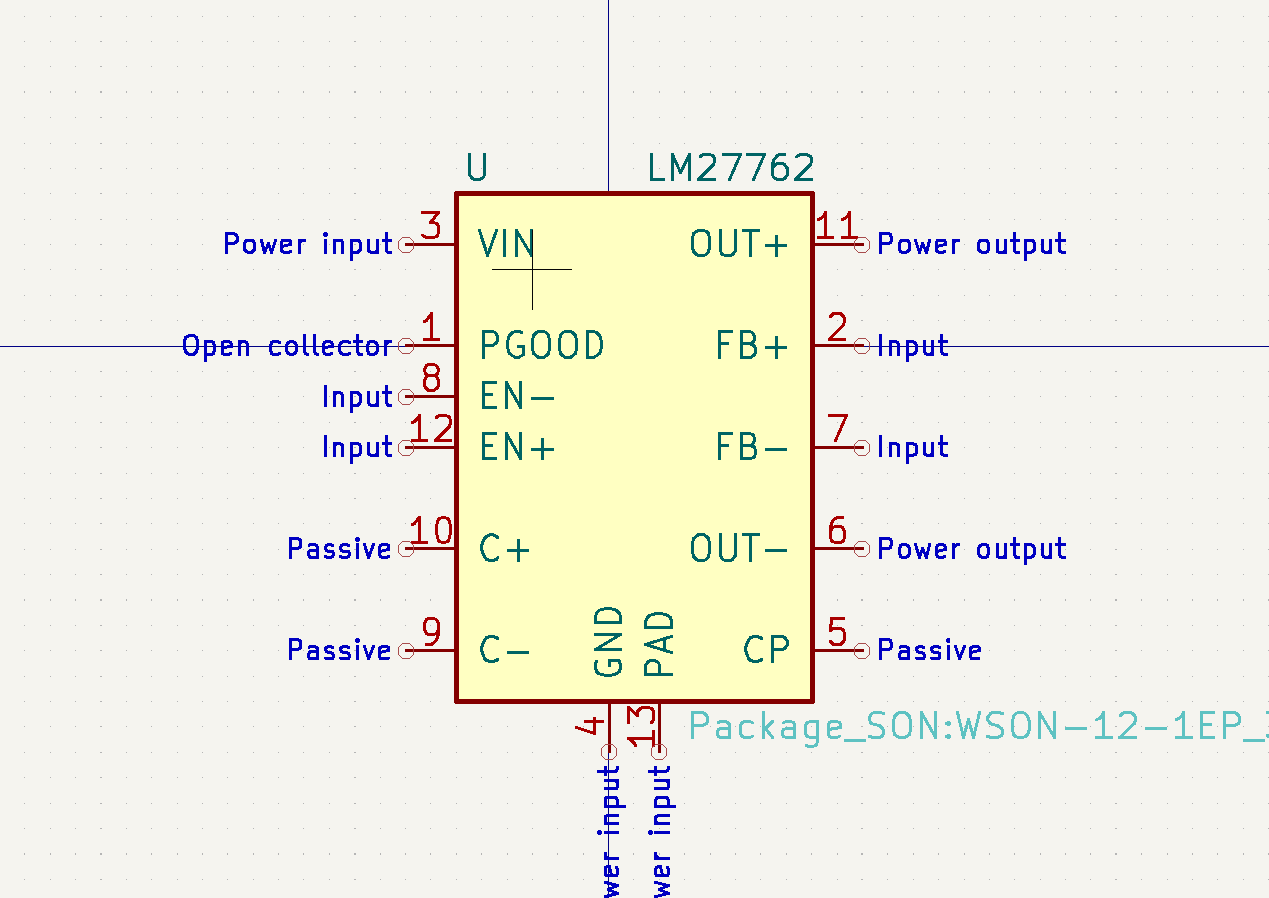 U LM27762
Power input 3 VIN OUT+ 11 Power output
Open collector 1 PGOOD FB+ 2 Input
Input 8 EN-
Input 12 EN+ FB- 7 Input
Passive 10 C+ OUT- 6 Power output
Passive 9 C- GND PAD CP 5 Passive
4 13 Package_SON:WSON-12-1EP_
wer input
wer input